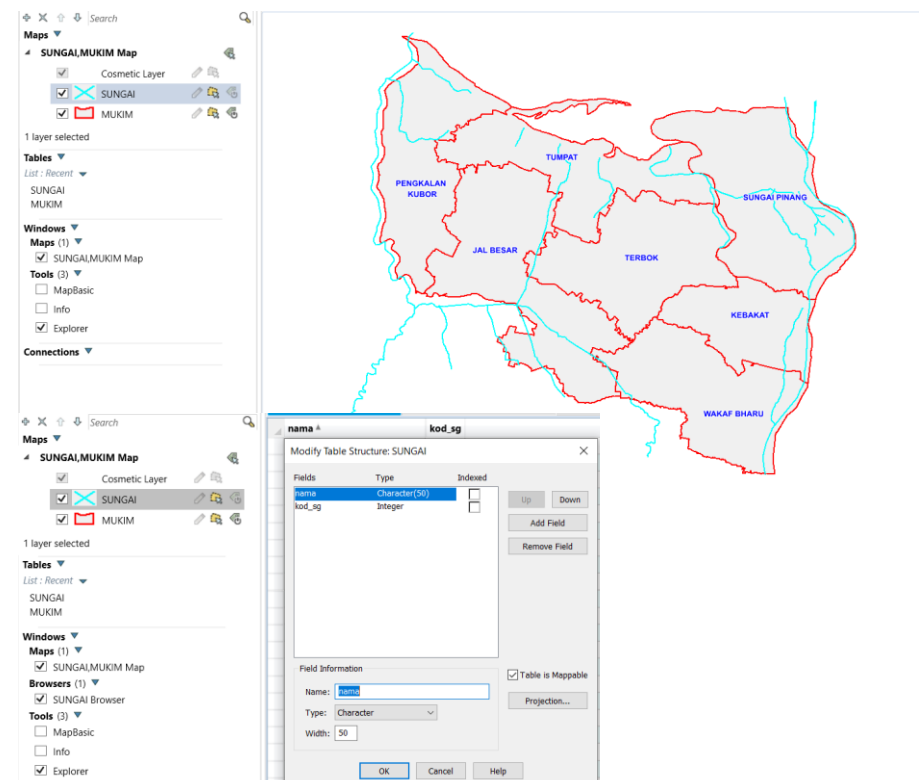 Search
Maps
SUNGAI,MUKIM Map
Cosmetic Layer
SUNGAI
MUKIM
1 layer selected
Tables
List : Recent
SUNGAI
MUKIM
Windows
Maps (1)
SUNGAI,MUKIM Map
Tools (3)
MapBasic
Info
Explorer
Connections
TUMPAT
PENGKALAN
KUBOR
SUNGAI PINANG
JAL BESAR
TERBOK
KEBAKAT
WAKAF BHARU
Search
Maps
SUNGAI,MUKIM Map
Cosmetic Layer
SUNGAI
MUKIM
1 layer selected
Tables
List : Recent
SUNGAI
MUKIM
Windows
Maps (1)
SUNGAI,MUKIM Map
Browsers (1)
SUNGAI Browser
Tools (3)
MapBasic
Info
Explorer
nama kod_sg
Modify Table Structure: SUNGAI
Fields Type Indexed
nama Character(50)
kod_sg Integer
Up Down
Add Field
Remove Field
Field Information
Table is Mappable
Name: nama
Projection...
Type: Character
Width: 50
OK Cancel Help